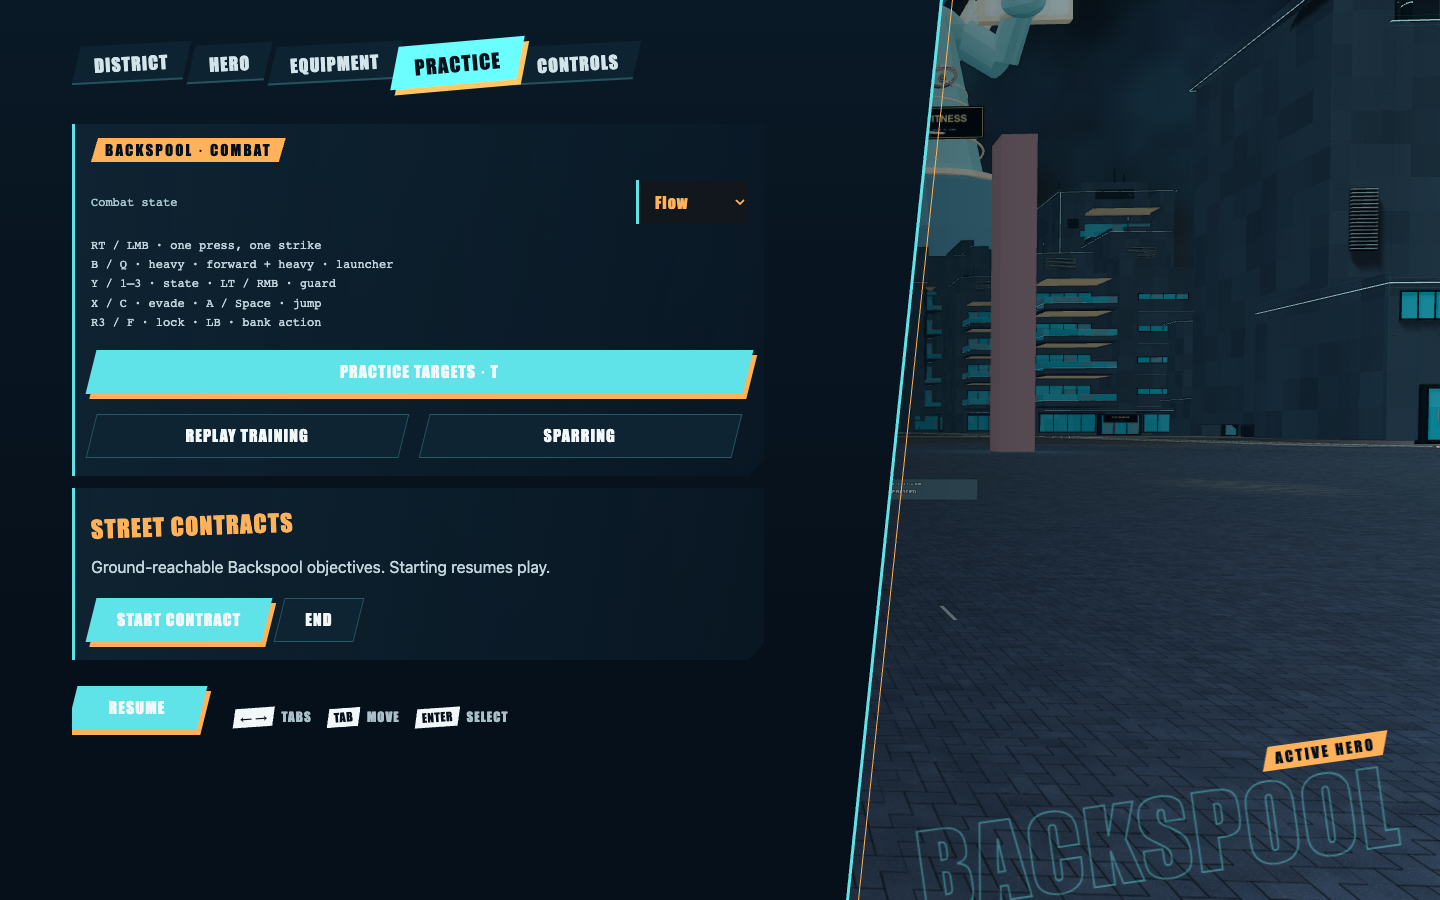 DISTRICT
HERO
EQUIPMENT
PRACTICE
CONTROLS
BACKSPOOL · COMBAT
Combat state
Flow
RT / LMB · one press, one strike
B / Q · heavy · forward + heavy · launcher
Y / 1–3 · state · LT / RMB · guard
X / C · evade · A / Space · jump
R3 / F · lock · LB · bank action
PRACTICE TARGETS · T
REPLAY TRAINING
SPARRING
STREET CONTRACTS
Ground-reachable Backspool objectives. Starting resumes play.
START CONTRACT
END
RESUME
←→ TABS
TAB MOVE
ENTER SELECT
ACTIVE HERO
BACKSPOOL